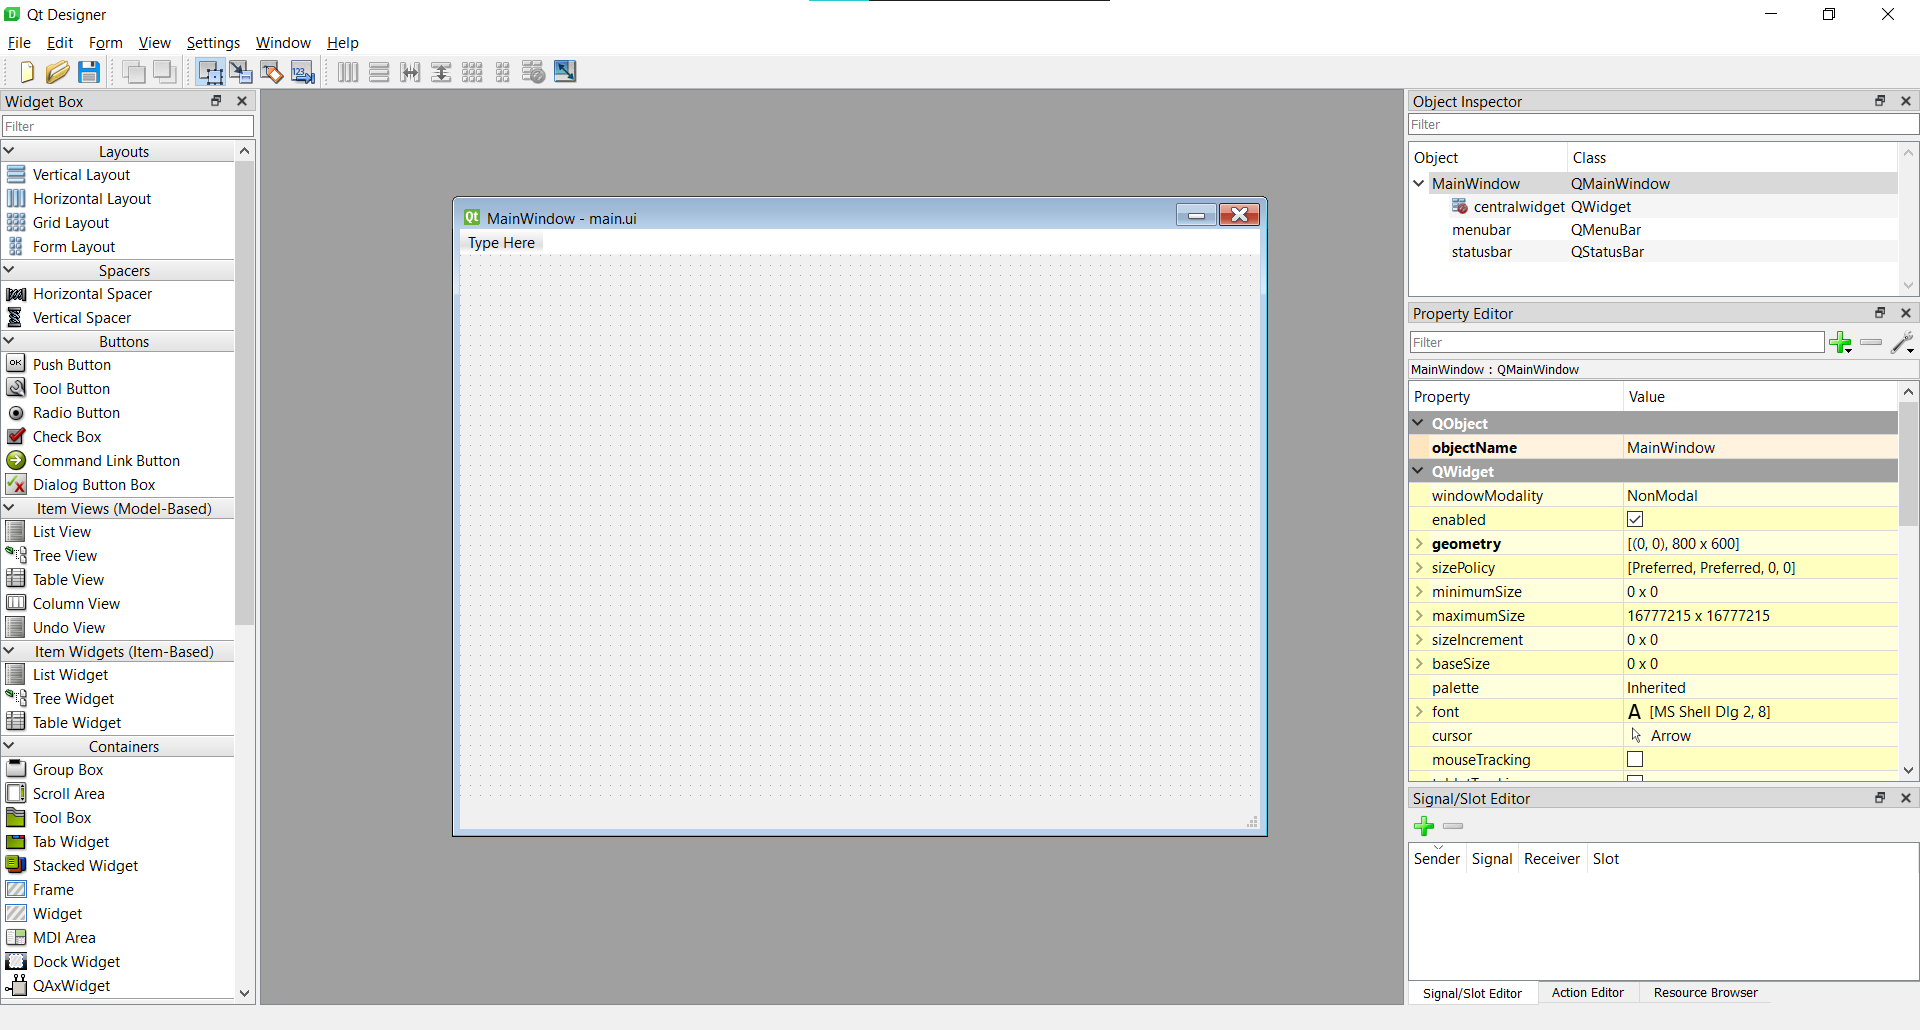 Qt Designer
File Edit Form View Settings Window Help
Widget Box
Filter
Layouts
Vertical Layout
Horizontal Layout
Grid Layout
Form Layout
Spacers
Horizontal Spacer
Vertical Spacer
Buttons
Push Button
Tool Button
Radio Button
Check Box
Command Link Button
Dialog Button Box
Item Views (Model-Based)
List View
Tree View
Table View
Column View
Undo View
Item Widgets (Item-Based)
List Widget
Tree Widget
Table Widget
Containers
Group Box
Scroll Area
Tool Box
Tab Widget
Stacked Widget
Frame
Widget
MDI Area
Dock Widget
QAxWidget
MainWindow - main.ui
Type Here
Object Inspector
Filter
Object Class
MainWindow QMainWindow
centralwidget QWidget
menubar QMenuBar
statusbar QStatusBar
Property Editor
Filter
MainWindow : QMainWindow
Property Value
QObject
objectName MainWindow
QWidget
windowModality NonModal
enabled
geometry [(0, 0), 800 x 600]
sizePolicy [Preferred, Preferred, 0, 0]
minimumSize 0 x 0
maximumSize 16777215 x 16777215
sizeIncrement 0 x 0
baseSize 0 x 0
palette Inherited
font A [MS Shell Dlg 2, 8]
cursor Arrow
mouseTracking
Signal/Slot Editor
Sender Signal Receiver Slot
Signal/Slot Editor Action Editor Resource Browser